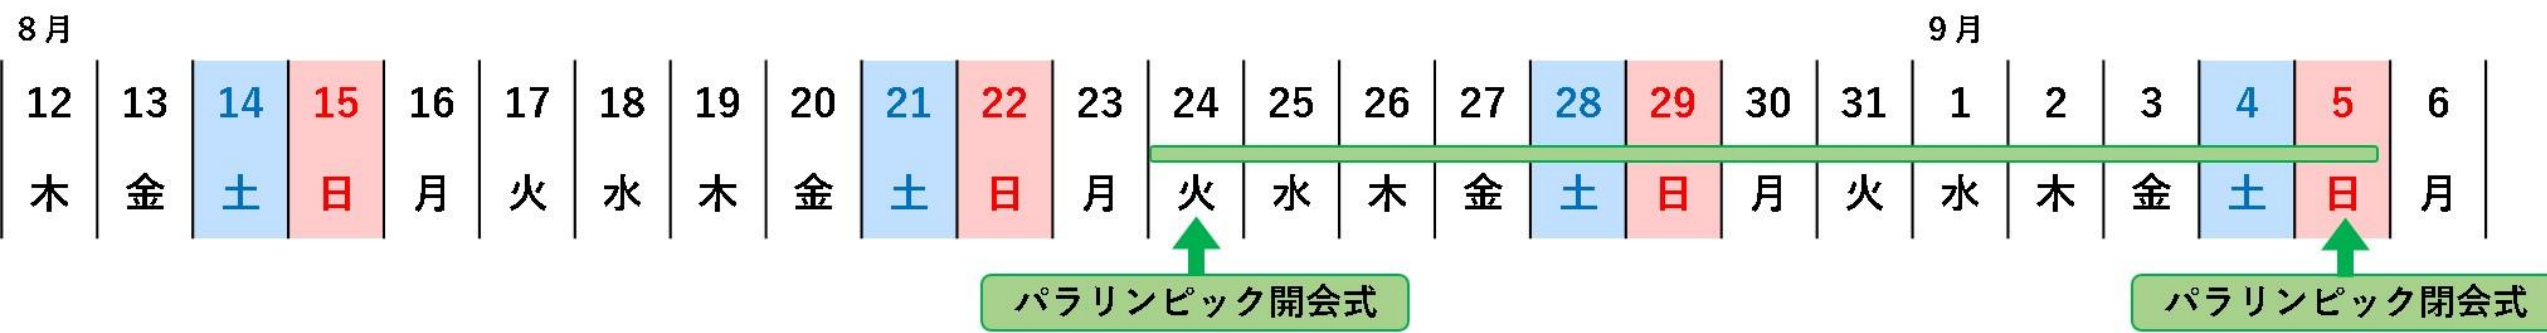 8月 9月
12 13 14 15 16 17 18 19 20 21 22 23 24 25 26 27 28 29 30 31 1 2 3 4 5 6
木 金 土 日 月 火 水 木 金 土 日 月 火 水 木 金 土 日 月 火 水 木 金 土 日 月
パラリンピック開会式 パラリンピック閉会式